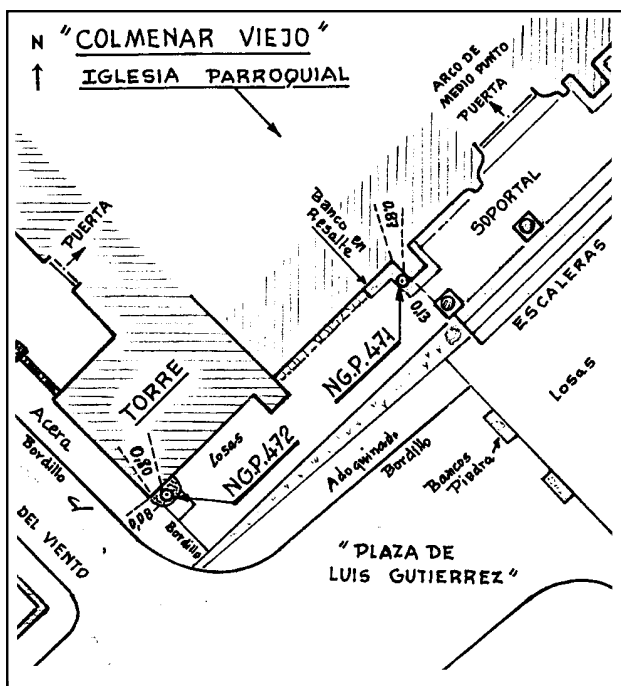 N "COLMENAR VIEJO"
IGLESIA PARROQUIAL
ARCO DE
MEDIO PUNTO
PUERTA
Banco en
Resalte
0,87
SOPORTAL
PUERTA
0,13
ESCALERAS
NG.P.471
TORRE
Losas
Losas
Acera
Bordillo
0,80
NG.P.472
Adoquinado
Bordillo
Bancos
Piedra
c/
DEL VIENTO
0,08
Bordillo
"PLAZA DE
LUIS GUTIERREZ"